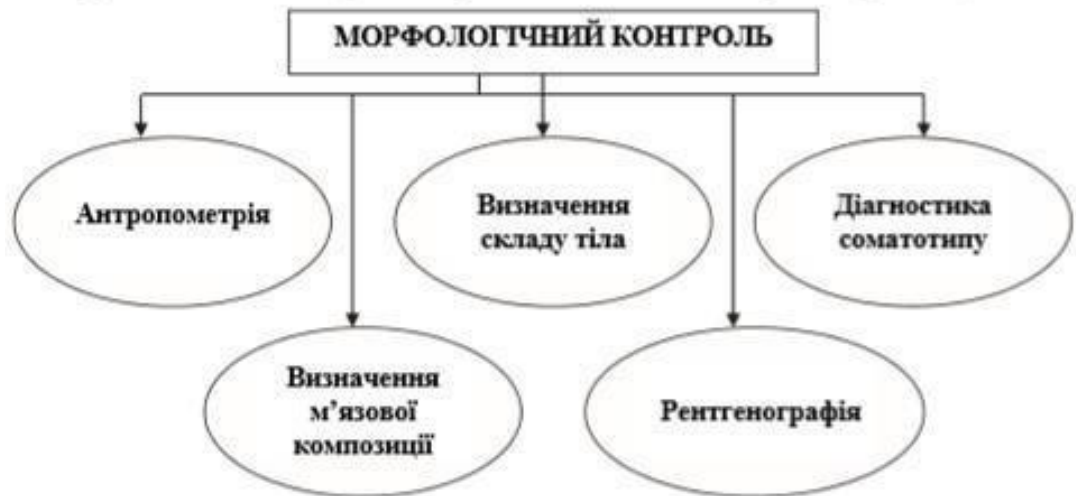 МОРФОЛОГІЧНИЙ КОНТРОЛЬ
Антропометрія
Визначення
складу тіла
Діагностика
соматотипу
Визначення
м’язової
композиції
Рентгенографія